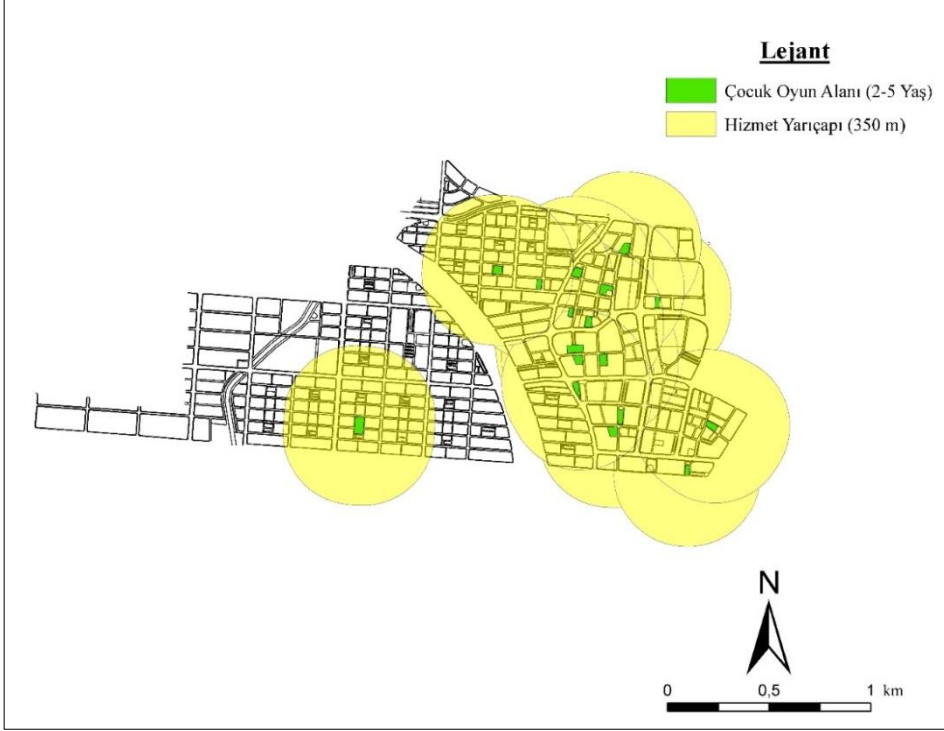 Lejant
Çocuk Oyun Alanı (2-5 Yaş)
Hizmet Yarıçapı (350 m)
N
0 0,5 1 km